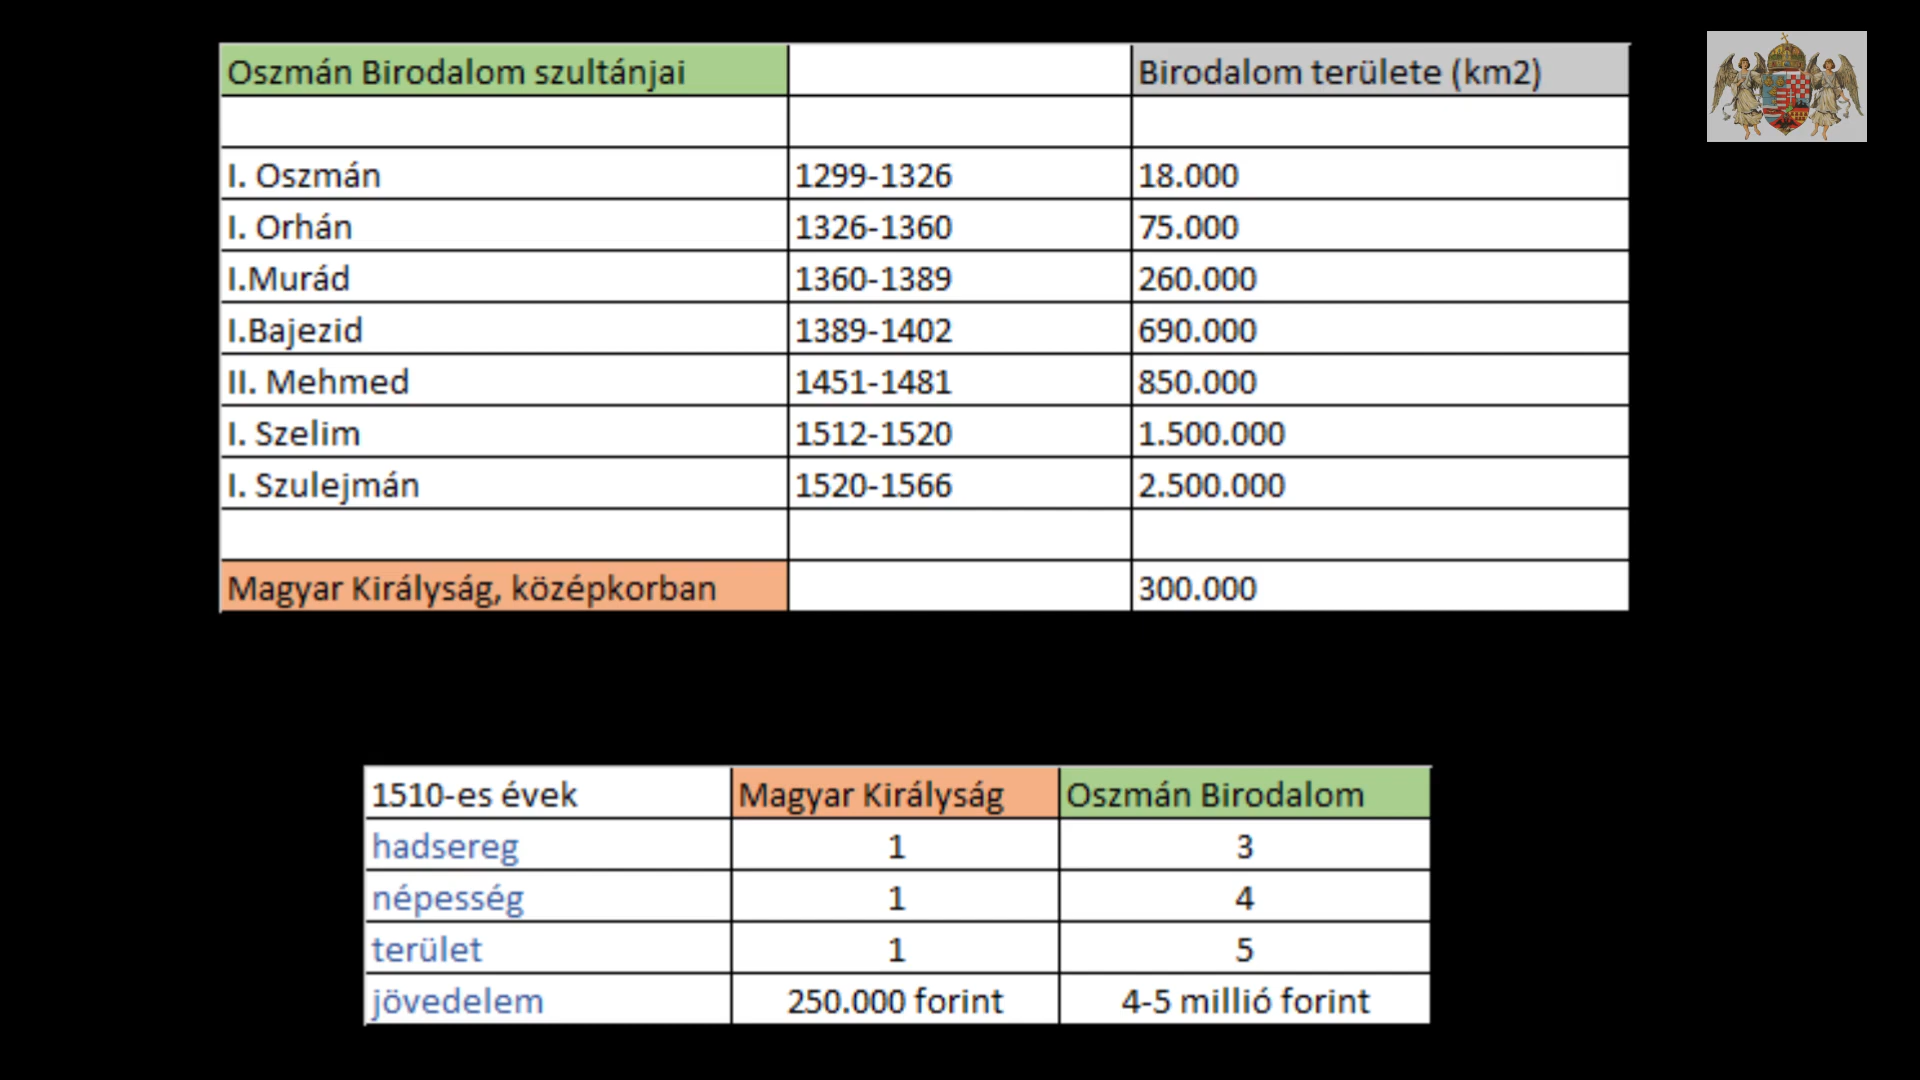 Oszmán Birodalom szultánjai Birodalom területe (km2)
I. Oszmán 1299-1326 18.000
I. Orhán 1326-1360 75.000
I.Murád 1360-1389 260.000
I.Bajezid 1389-1402 690.000
II. Mehmed 1451-1481 850.000
I. Szelim 1512-1520 1.500.000
I. Szulejmán 1520-1566 2.500.000
Magyar Királyság, középkorban 300.000
1510-es évek Magyar Királyság Oszmán Birodalom
hadsereg 1 3
népesség 1 4
terület 1 5
jövedelem 250.000 forint 4-5 millió forint